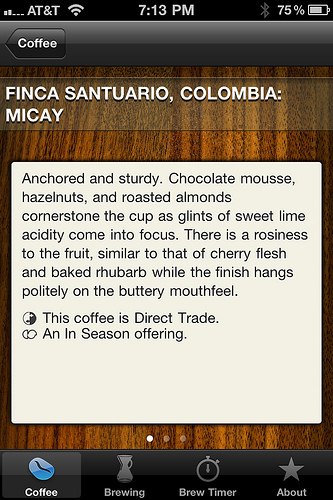 AT&T 7:13 PM 75%
Coffee
FINCA SANTUARIO, COLOMBIA:
MICAY
Anchored and sturdy. Chocolate mousse,
hazelnuts, and roasted almonds
cornerstone the cup as glints of sweet lime
acidity come into focus. There is a rosiness
to the fruit, similar to that of cherry flesh
and baked rhubarb while the finish hangs
politely on the buttery mouthfeel.
This coffee is Direct Trade.
An In Season offering.
Coffee Brewing Brew Timer About